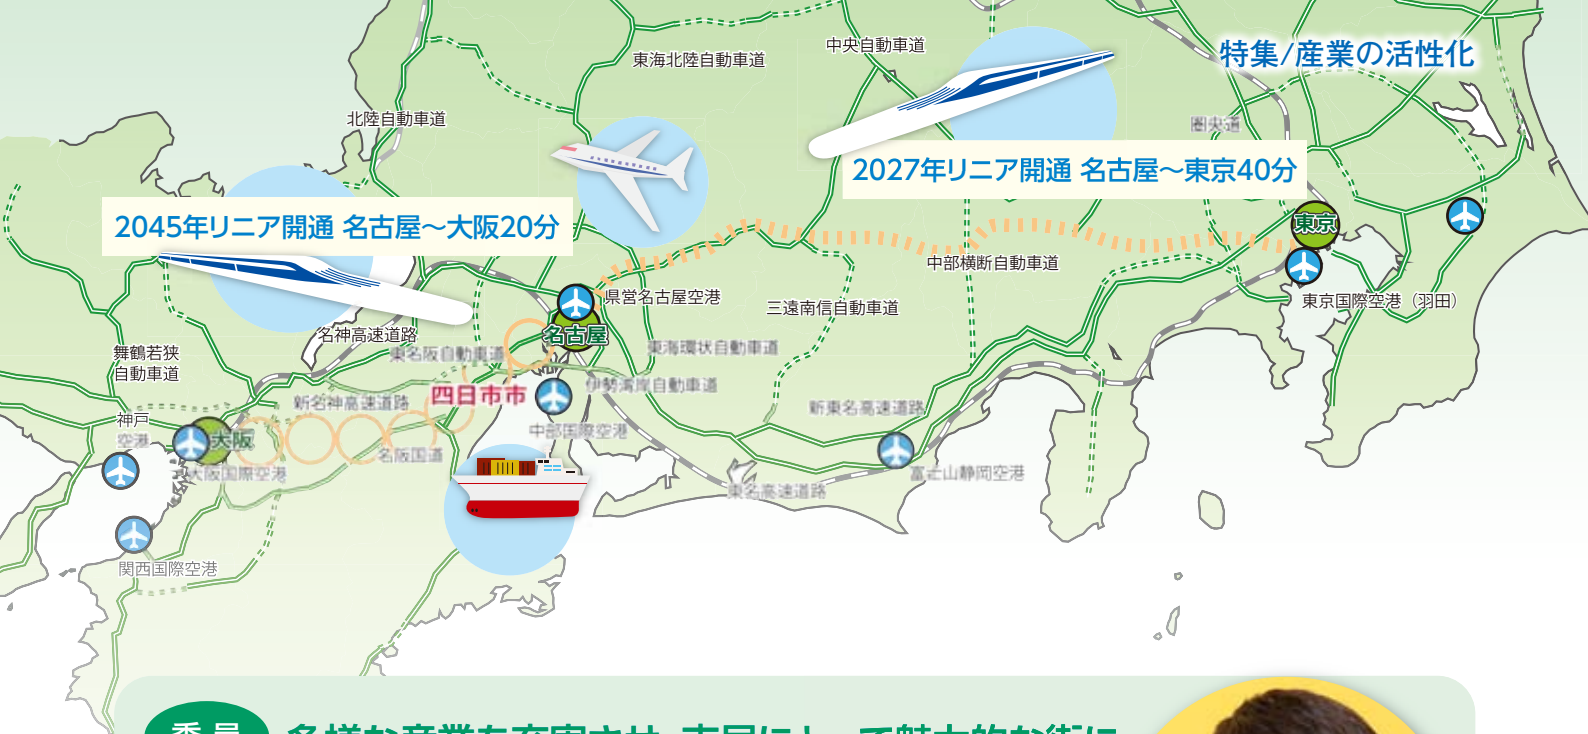 特集/産業の活性化
中央自動車道
東海北陸自動車道
北陸自動車道
圏央道
2027年リニア開通 名古屋～東京40分
2045年リニア開通 名古屋～大阪20分
東京
中部横断自動車道
県営名古屋空港
東京国際空港（羽田）
三遠南信自動車道
名神高速道路
名古屋
東名阪自動車道
東海環状自動車道
舞鶴若狭
自動車道
伊勢湾岸自動車道
四日市市
新名神高速道路
新東名高速道路
神戸
空港
大阪
中部国際空港
名阪国道
大阪国際空港
富士山静岡空港
東名高速道路
関西国際空港
委員